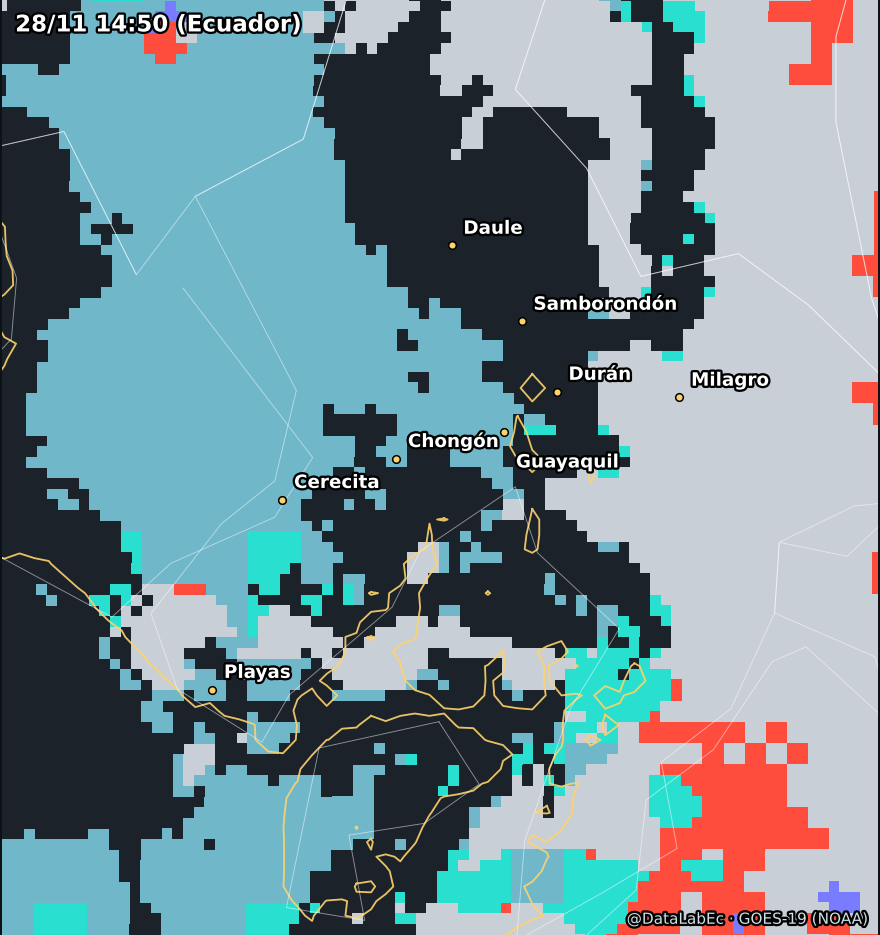 28/11 14:50 (Ecuador)
Daule
Samborondón
Durán
Milagro
Chongón
Guayaquil
Cerecita
Playas
@DataLabEc · GOES-19 (NOAA)